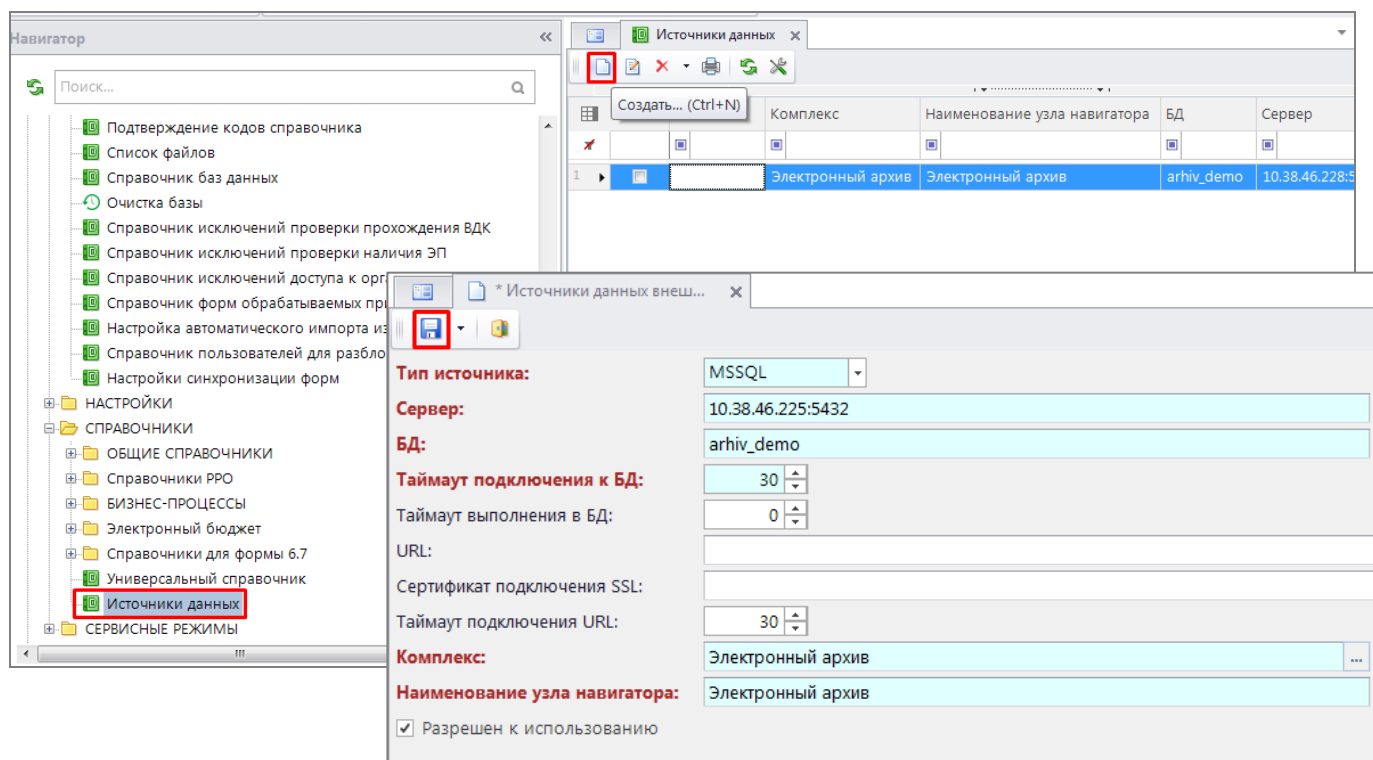 Навигатор
Поиск...
Подтверждение кодов справочника
Список файлов
Справочник баз данных
Очистка базы
Справочник исключений проверки прохождения ВДК
Справочник исключений проверки наличия ЭП
Справочник исключений доступа к орг
Справочник форм обрабатываемых пр
Настройка автоматического импорта из
Справочник пользователей для разбло
Настройки синхронизации форм
НАСТРОЙКИ
СПРАВОЧНИКИ
ОБЩИЕ СПРАВОЧНИКИ
Справочники РРО
БИЗНЕС-ПРОЦЕССЫ
Электронный бюджет
Справочники для формы 6.7
Универсальный справочник
Источники данных
СЕРВИСНЫЕ РЕЖИМЫ
Источники данных
Создать... (Ctrl+N)
Комплекс Наименование узла навигатора БД Сервер
1 Электронный архив Электронный архив arhiv_demo 10.38.46.228:5
* Источники данных внеш...
Тип источника: MSSQL
Сервер: 10.38.46.225:5432
БД: arhiv_demo
Таймаут подключения к БД: 30
Таймаут выполнения в БД: 0
URL:
Сертификат подключения SSL:
Таймаут подключения URL: 30
Комплекс: Электронный архив ...
Наименование узла навигатора: Электронный архив
Разрешен к использованию